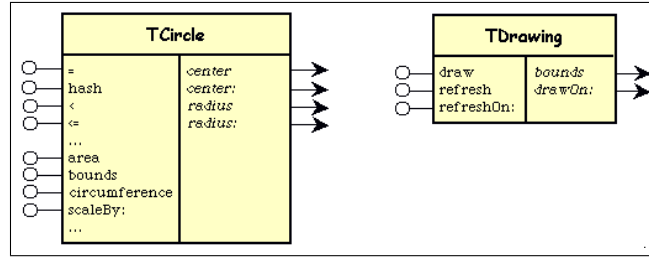 TCircle
=
hash
<
<=
...
area
bounds
circumference
scaleBy:
...
center
center:
radius
radius:
TDrawing
draw
refresh
refreshOn:
bounds
drawOn: